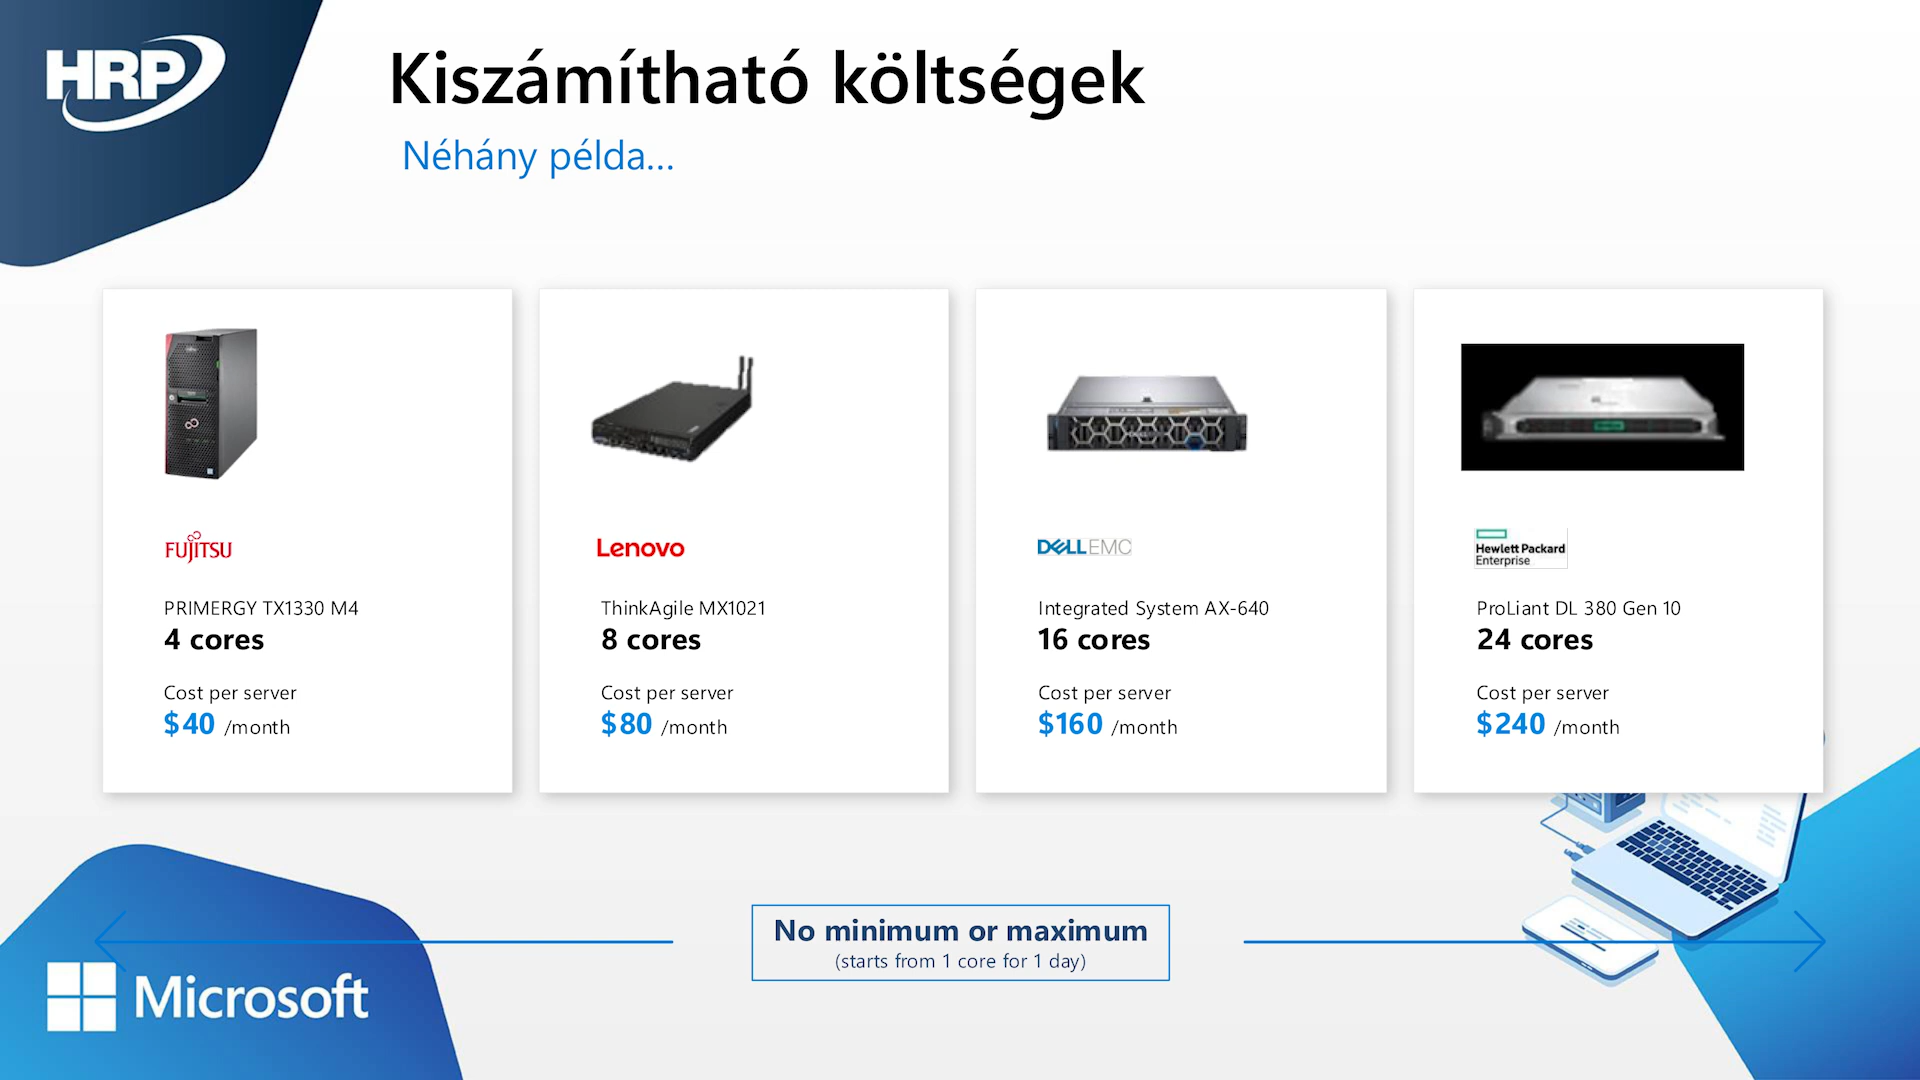 HRP
Kiszámítható költségek
Néhány példa...
FUJITSU
PRIMERGY TX1330 M4
4 cores
Cost per server
$40 /month
Lenovo
ThinkAgile MX1021
8 cores
Cost per server
$80 /month
DELLEMC
Integrated System AX-640
16 cores
Cost per server
$160 /month
Hewlett Packard
Enterprise
ProLiant DL 380 Gen 10
24 cores
Cost per server
$240 /month
No minimum or maximum
(starts from 1 core for 1 day)
Microsoft